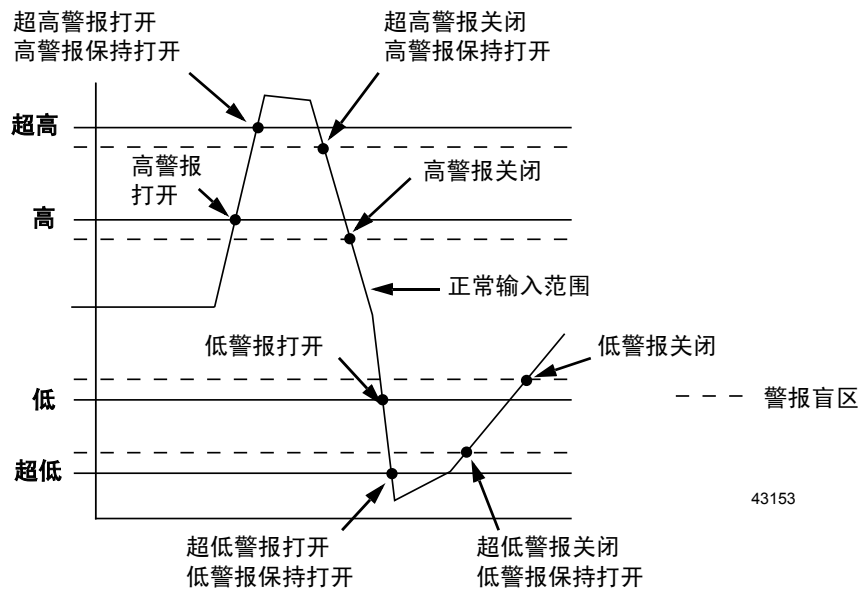 超高警报打开
高警报保持打开
超高警报关闭
高警报保持打开
超高
高警报
打开
高警报关闭
高
正常输入范围
低警报打开
低警报关闭
低
警报盲区
超低
43153
超低警报打开
低警报保持打开
超低警报关闭
低警报保持打开